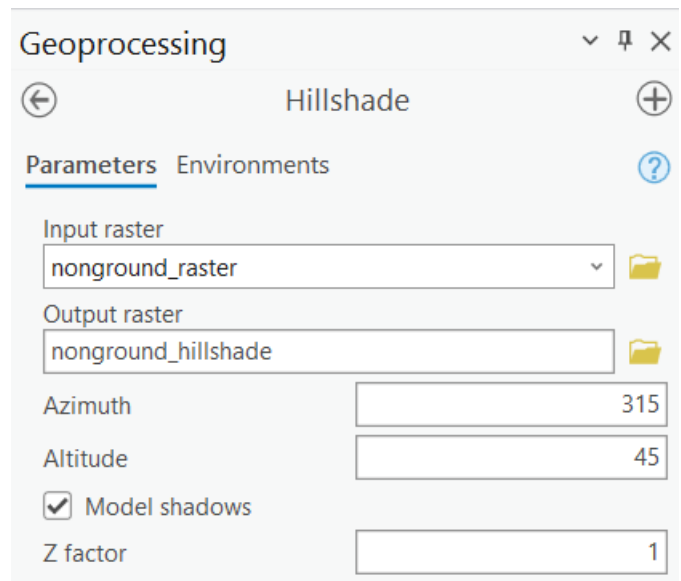 Geoprocessing
Hillshade
Parameters Environments
Input raster
nonground_raster
Output raster
nonground_hillshade
Azimuth 315
Altitude 45
Model shadows
Z factor 1